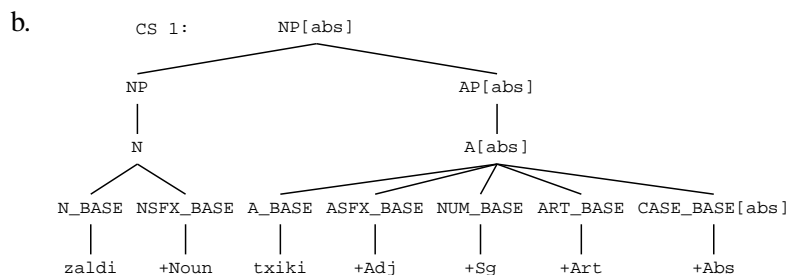 b. CS 1: NP[abs]
NP AP[abs]
N A[abs]
N_BASE NSFX_BASE A_BASE ASFX_BASE NUM_BASE ART_BASE CASE_BASE[abs]
zaldi +Noun txiki +Adj +Sg +Art +Abs